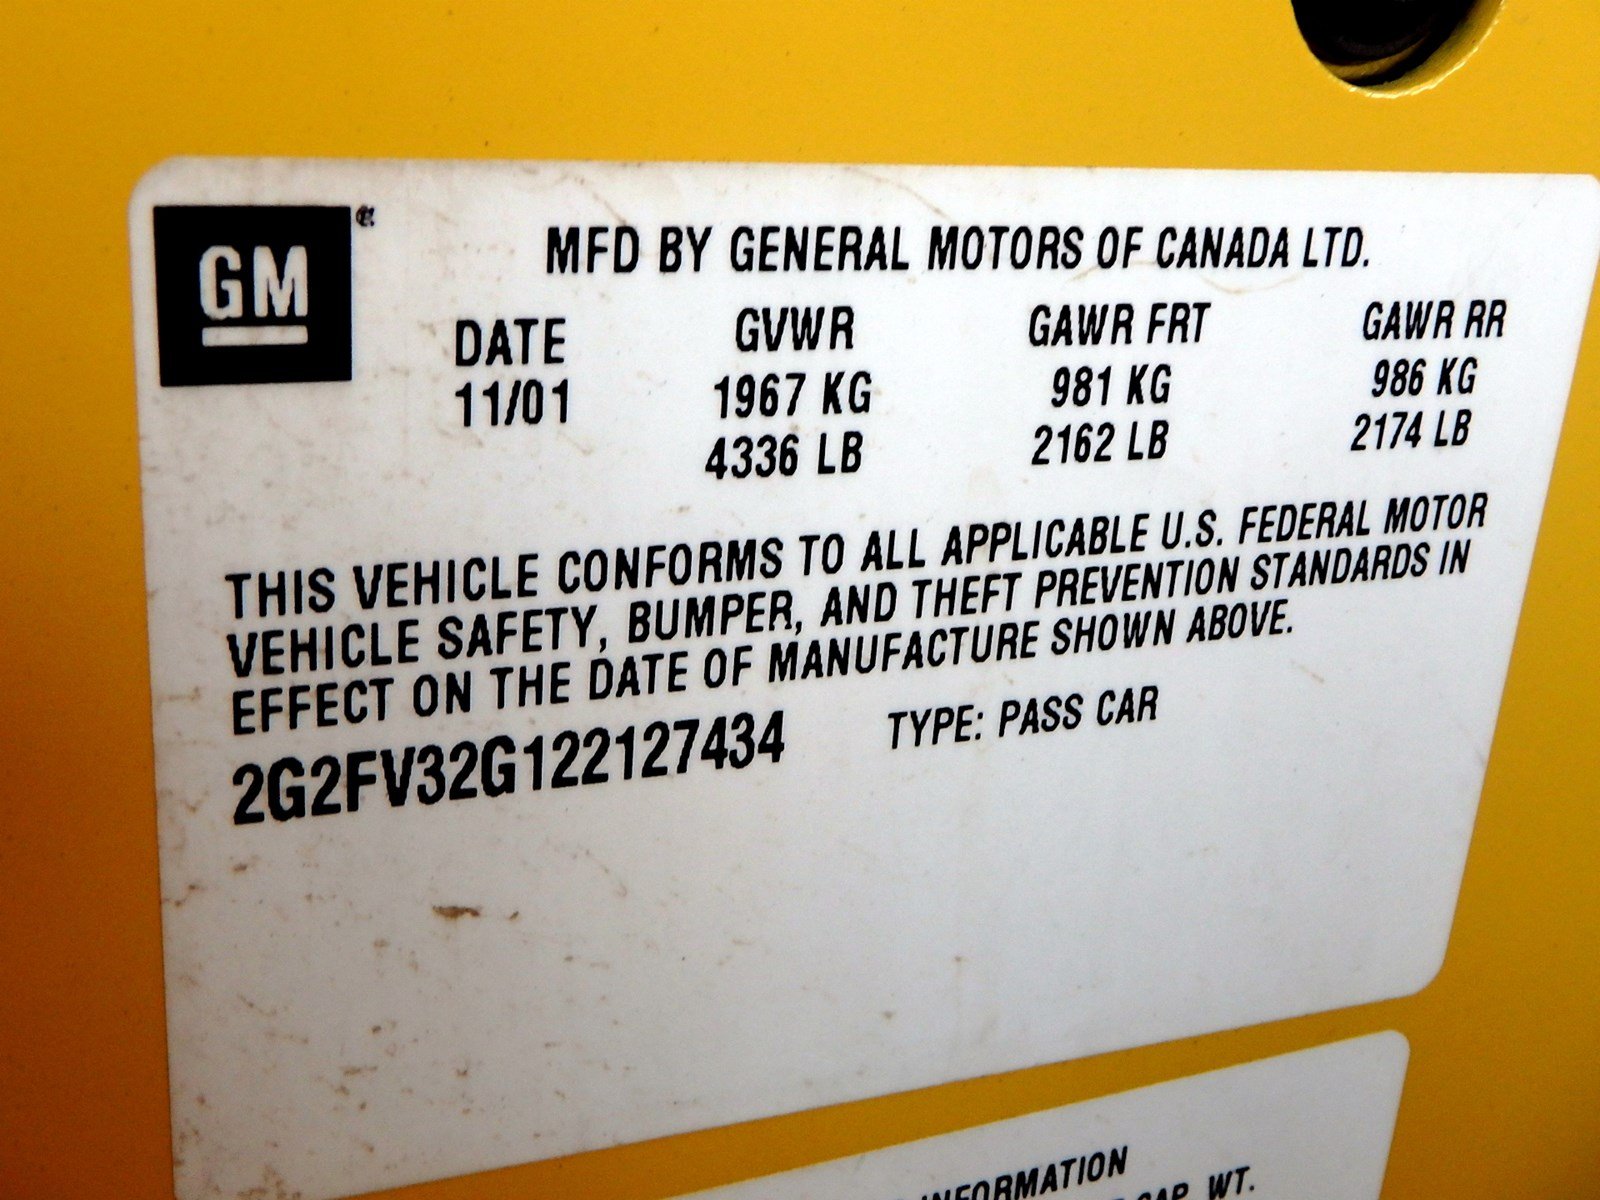 GM
MFD BY GENERAL MOTORS OF CANADA LTD.
DATE GVWR GAWR FRT GAWR RR
11/01 1967 KG 981 KG 986 KG
4336 LB 2162 LB 2174 LB
THIS VEHICLE CONFORMS TO ALL APPLICABLE U.S. FEDERAL MOTOR
VEHICLE SAFETY, BUMPER, AND THEFT PREVENTION STANDARDS IN
EFFECT ON THE DATE OF MANUFACTURE SHOWN ABOVE.
2G2FV32G122127434 TYPE: PASS CAR
WT.